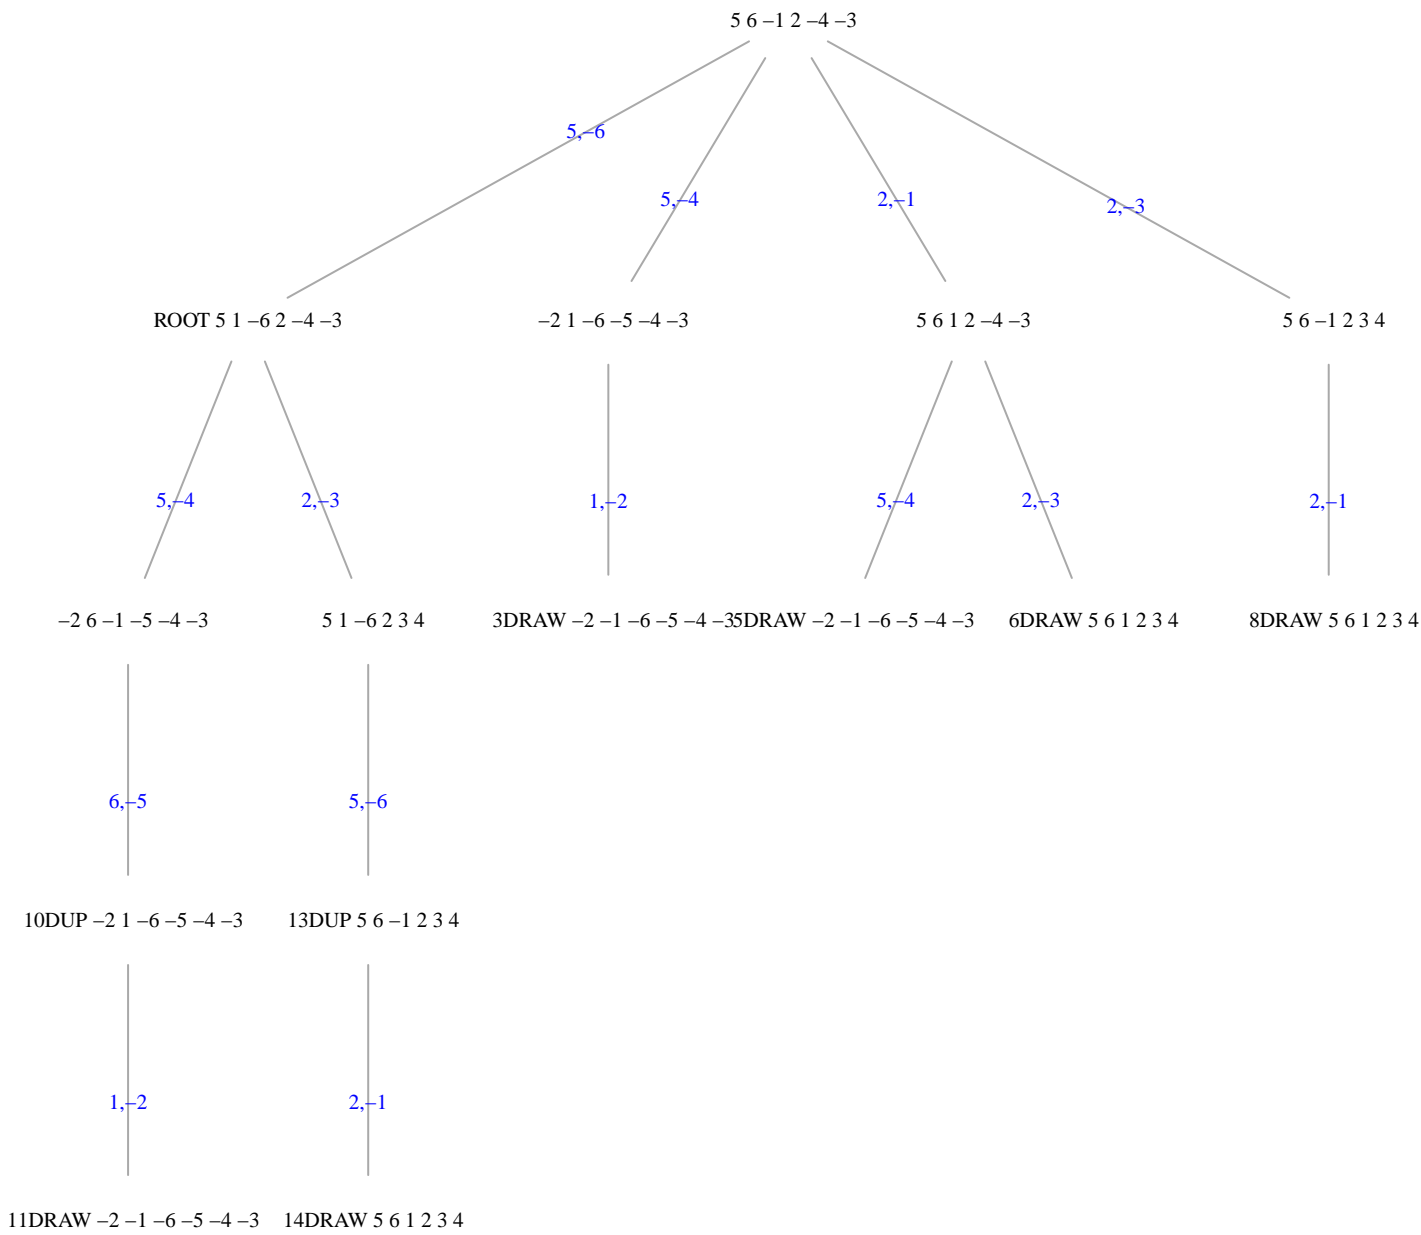 5 6 –1 2 –4 –3
5,–6
5,–4
2,–1
2,–3
ROOT 5 1 –6 2 –4 –3
–2 1 –6 –5 –4 –3
5 6 1 2 –4 –3
5 6 –1 2 3 4
5,–4
2,–3
1,–2
5,–4
2,–3
2,–1
–2 6 –1 –5 –4 –3
5 1 –6 2 3 4
3DRAW –2 –1 –6 –5 –4 –3
5DRAW –2 –1 –6 –5 –4 –3
6DRAW 5 6 1 2 3 4
8DRAW 5 6 1 2 3 4
6,–5
5,–6
10DUP –2 1 –6 –5 –4 –3
13DUP 5 6 –1 2 3 4
1,–2
2,–1
11DRAW –2 –1 –6 –5 –4 –3
14DRAW 5 6 1 2 3 4